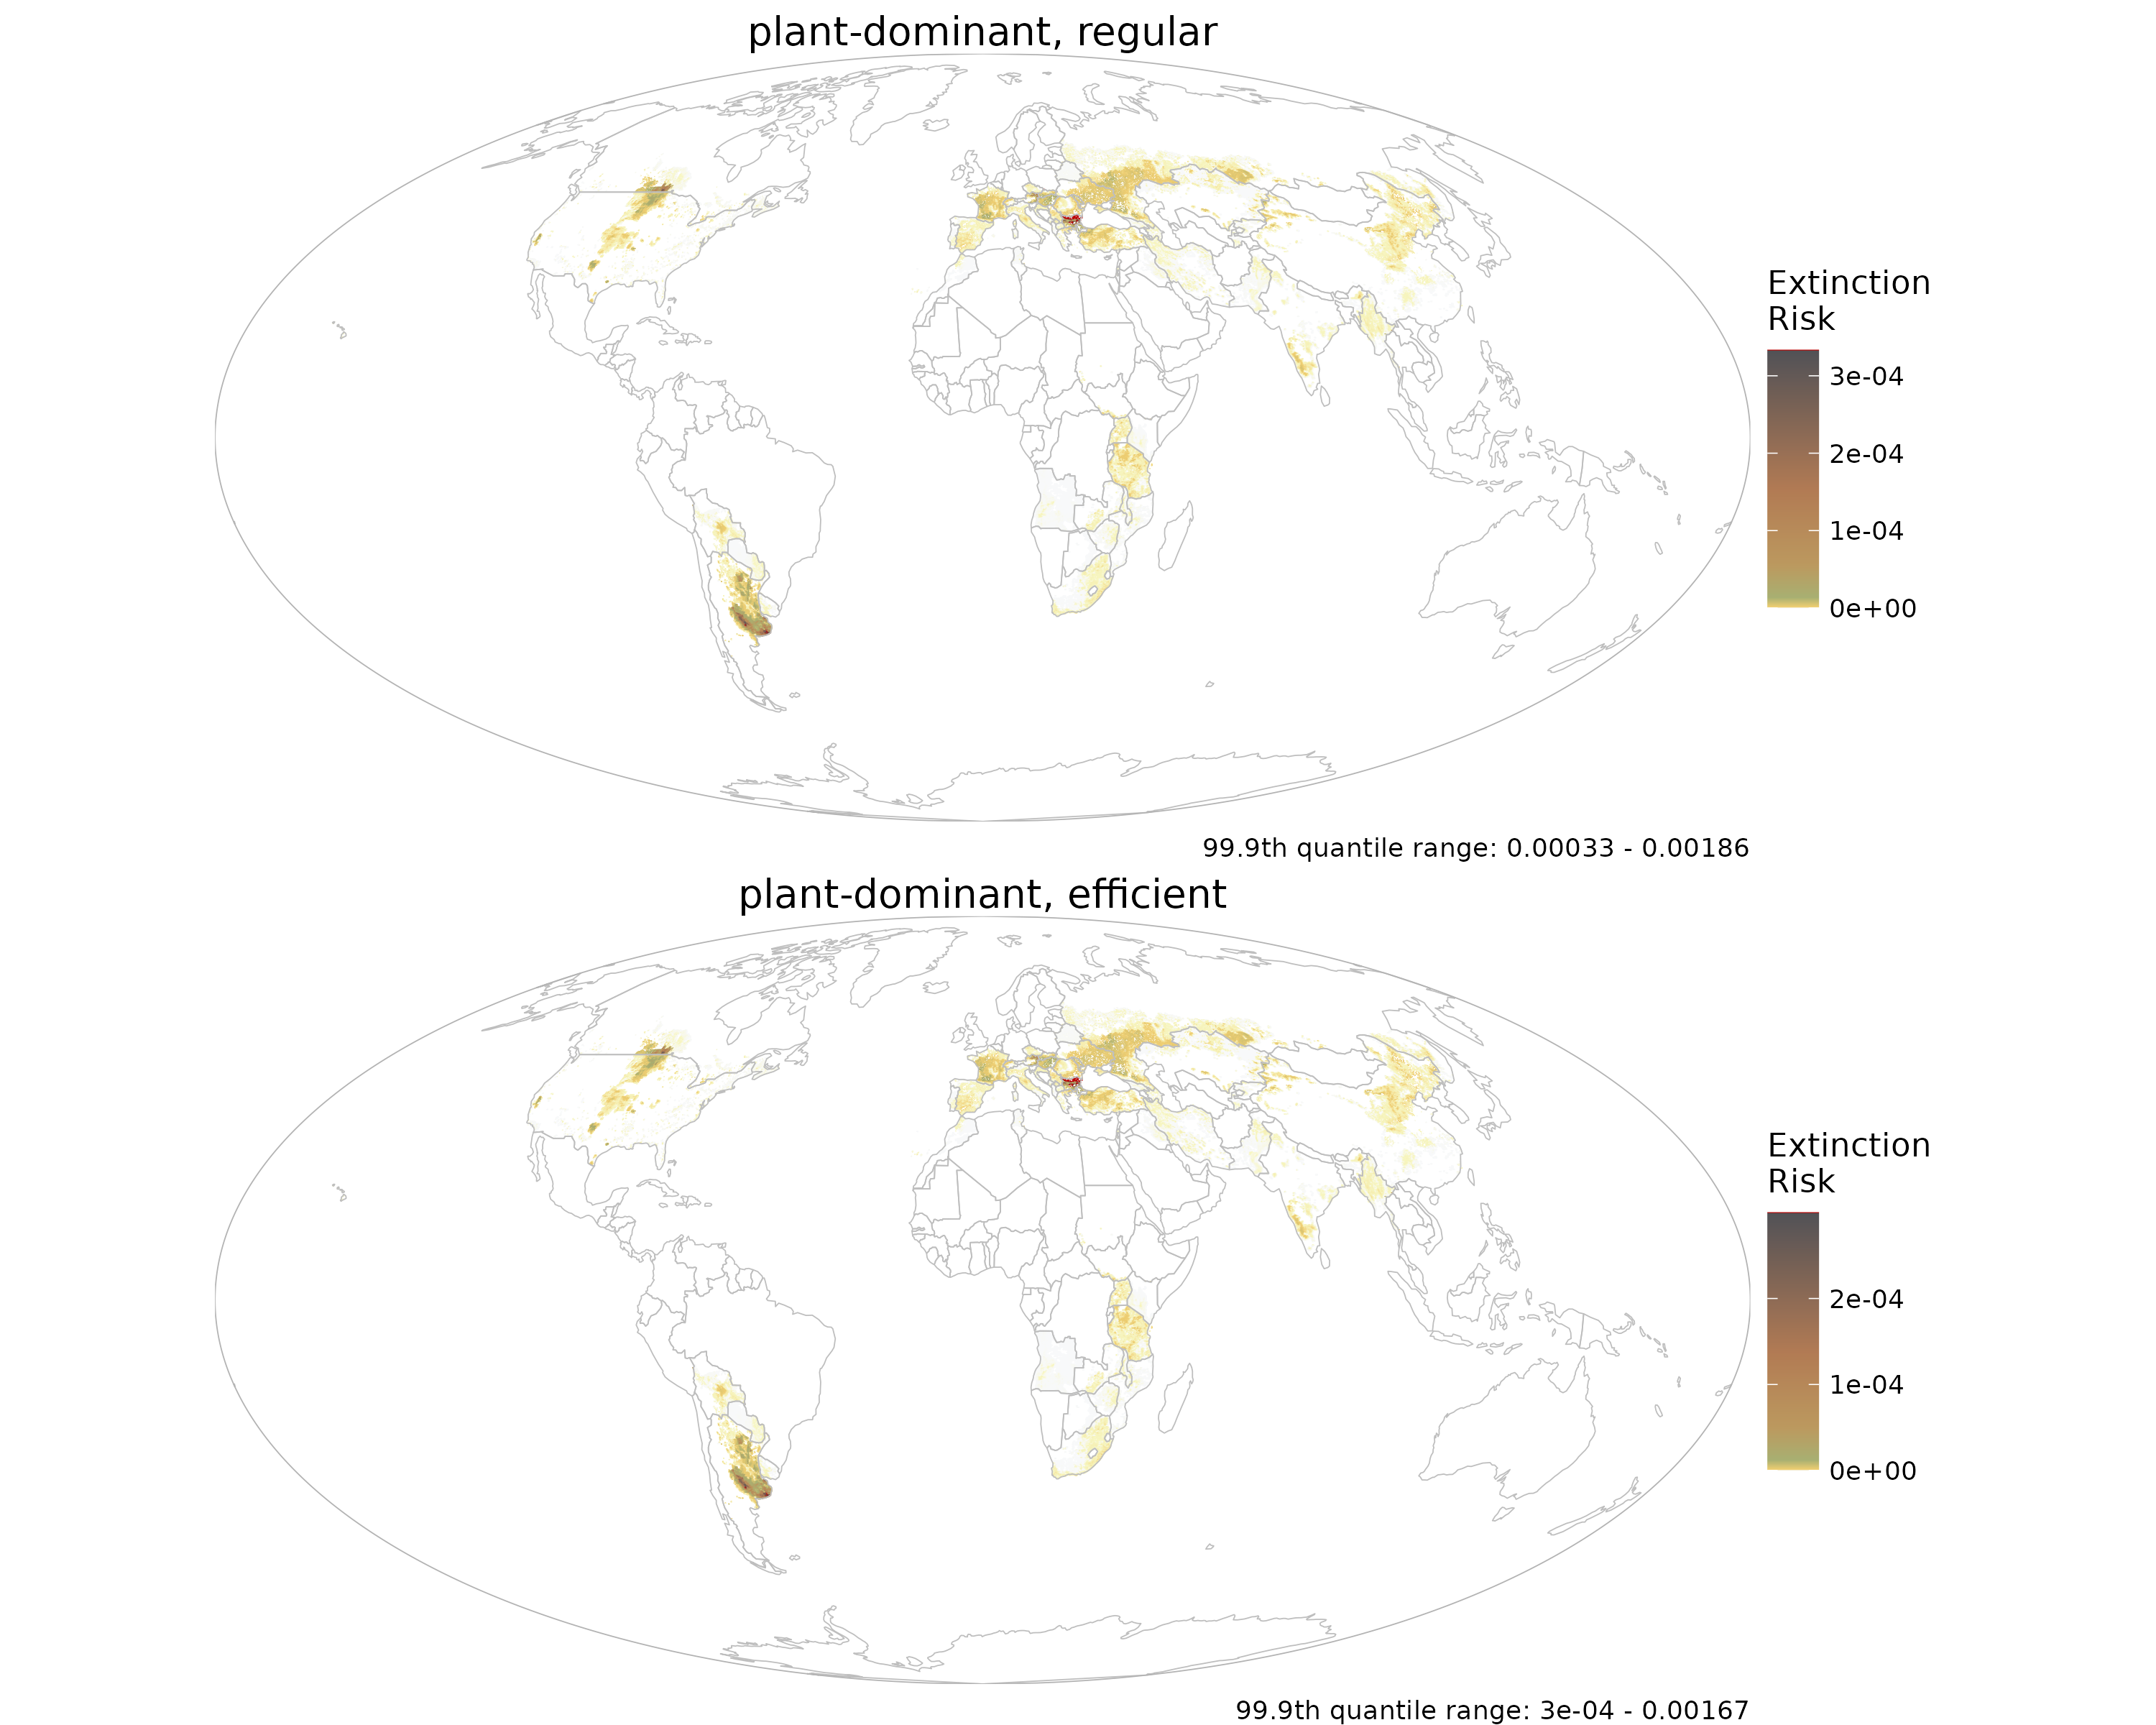 plant-dominant, regular
Extinction
Risk
3e-04
2e-04
1e-04
0e+00
99.9th quantile range: 0.00033 - 0.00186
plant-dominant, efficient
Extinction
Risk
2e-04
1e-04
0e+00
99.9th quantile range: 3e-04 - 0.00167